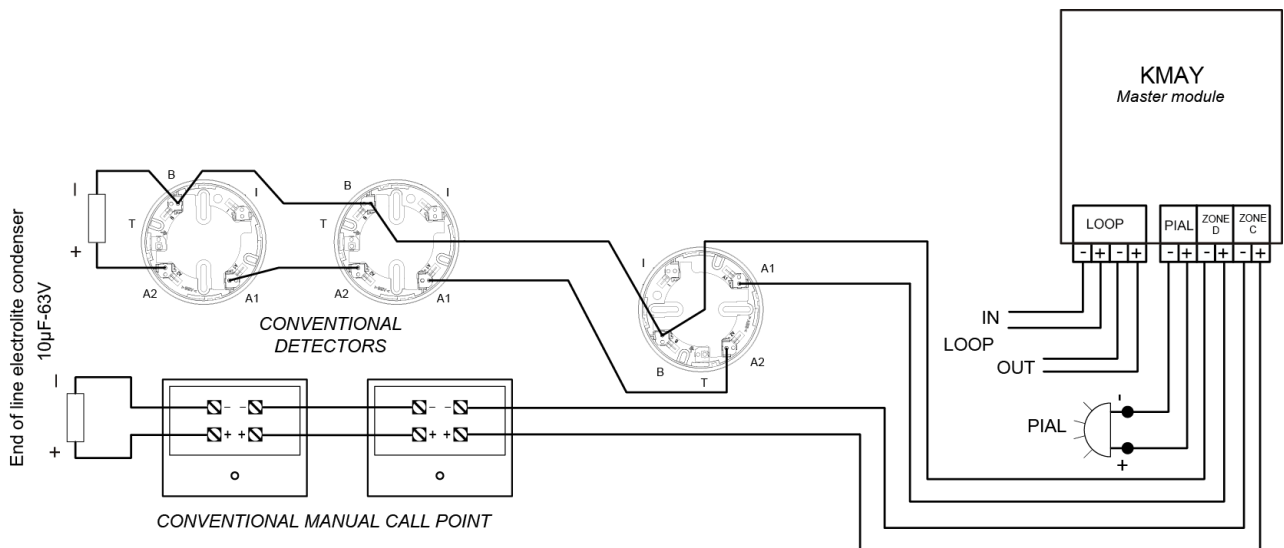 KMAY
Master module
LOOP
PIAL
ZONE
D
ZONE
C
- + - +
- +
- +
- +
IN
LOOP
OUT
PIAL
-
+
B
I
T
A2
A1
B
I
T
A2
A1
I
A1
B
T
A2
CONVENTIONAL
DETECTORS
End of line electrolite condenser
10µF-63V
–
+
–
+
– –
+ +
– –
+ +
CONVENTIONAL MANUAL CALL POINT